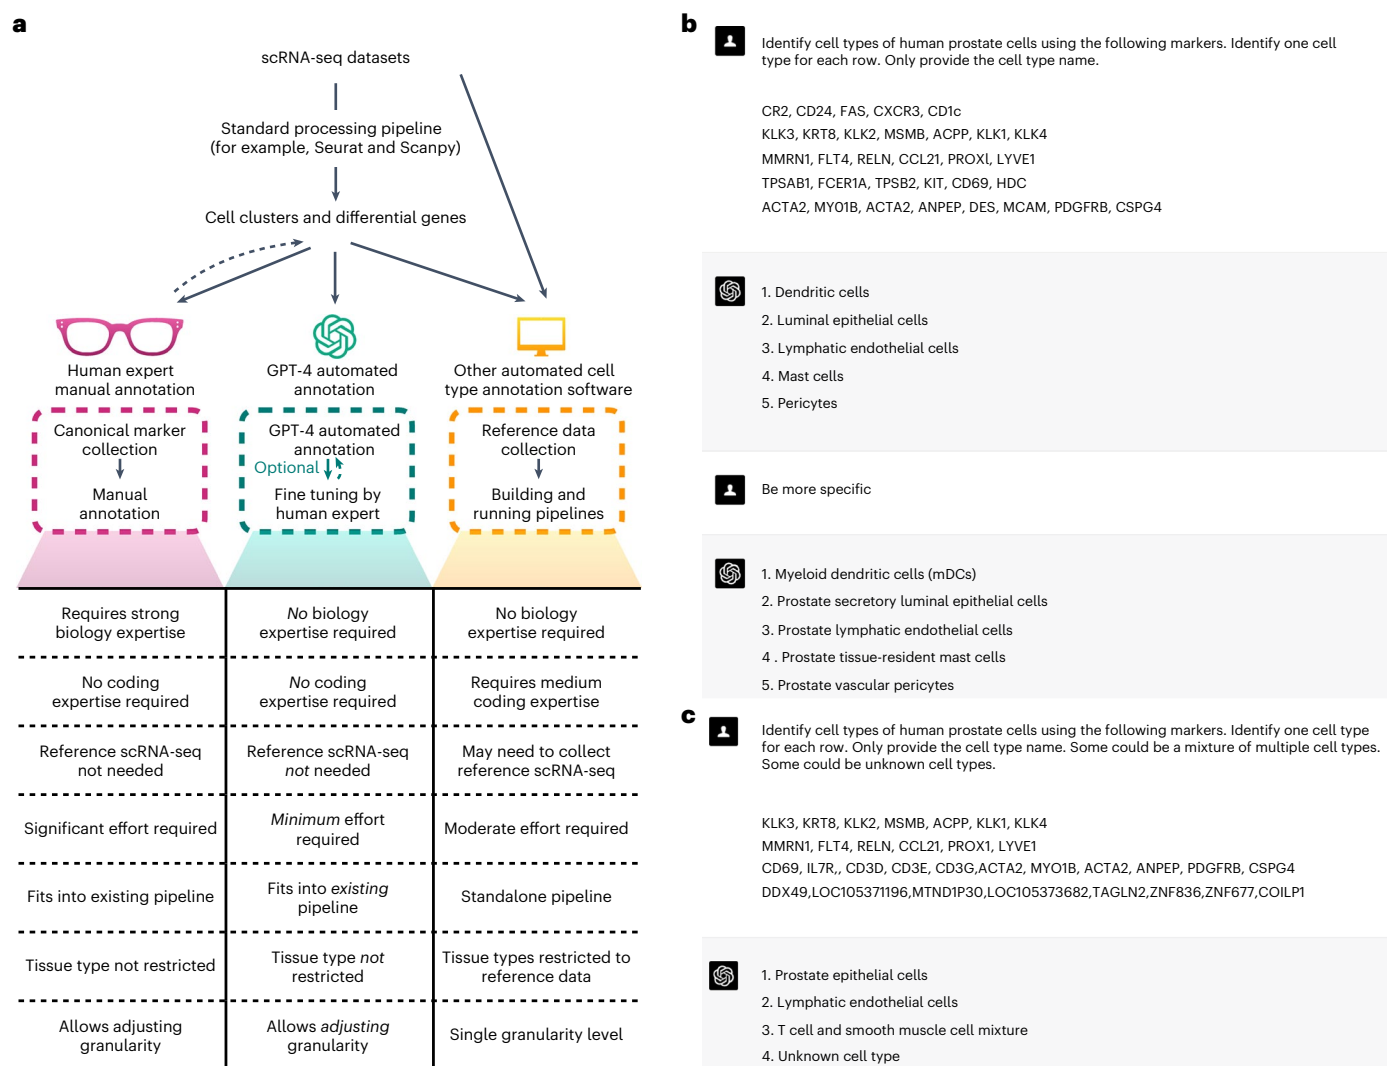 a
scRNA-seq datasets
Standard processing pipeline
(for example, Seurat and Scanpy)
Cell clusters and differential genes
Human expert
manual annotation
GPT-4 automated
annotation
Other automated cell
type annotation software
Canonical marker
collection
Manual
annotation
GPT-4 automated
annotation
Optional
Fine tuning by
human expert
Reference data
collection
Building and
running pipelines
Requires strong
biology expertise
No biology
expertise required
No biology
expertise required
No coding
expertise required
No coding
expertise required
Requires medium
coding expertise
Reference scRNA-seq
not needed
Reference scRNA-seq
not needed
May need to collect
reference scRNA-seq
Significant effort required
Minimum effort
required
Moderate effort required
Fits into existing pipeline
Fits into existing
pipeline
Standalone pipeline
Tissue type not restricted
Tissue type not
restricted
Tissue types restricted to
reference data
Allows adjusting
granularity
Allows adjusting
granularity
Single granularity level
b
Identify cell types of human prostate cells using the following markers. Identify one cell
type for each row. Only provide the cell type name.
CR2, CD24, FAS, CXCR3, CD1c
KLK3, KRT8, KLK2, MSMB, ACPP, KLK1, KLK4
MMRN1, FLT4, RELN, CCL21, PROXl, LYVE1
TPSAB1, FCER1A, TPSB2, KIT, CD69, HDC
ACTA2, MY01B, ACTA2, ANPEP, DES, MCAM, PDGFRB, CSPG4
1. Dendritic cells
2. Luminal epithelial cells
3. Lymphatic endothelial cells
4. Mast cells
5. Pericytes
Be more specific
1. Myeloid dendritic cells (mDCs)
2. Prostate secretory luminal epithelial cells
3. Prostate lymphatic endothelial cells
4 . Prostate tissue-resident mast cells
5. Prostate vascular pericytes
c
Identify cell types of human prostate cells using the following markers. Identify one cell type
for each row. Only provide the cell type name. Some could be a mixture of multiple cell types.
Some could be unknown cell types.
KLK3, KRT8, KLK2, MSMB, ACPP, KLK1, KLK4
MMRN1, FLT4, RELN, CCL21, PROX1, LYVE1
CD69, IL7R,, CD3D, CD3E, CD3G,ACTA2, MYO1B, ACTA2, ANPEP, PDGFRB, CSPG4
DDX49,LOC105371196,MTND1P30,LOC105373682,TAGLN2,ZNF836,ZNF677,COILP1
1. Prostate epithelial cells
2. Lymphatic endothelial cells
3. T cell and smooth muscle cell mixture
4. Unknown cell type